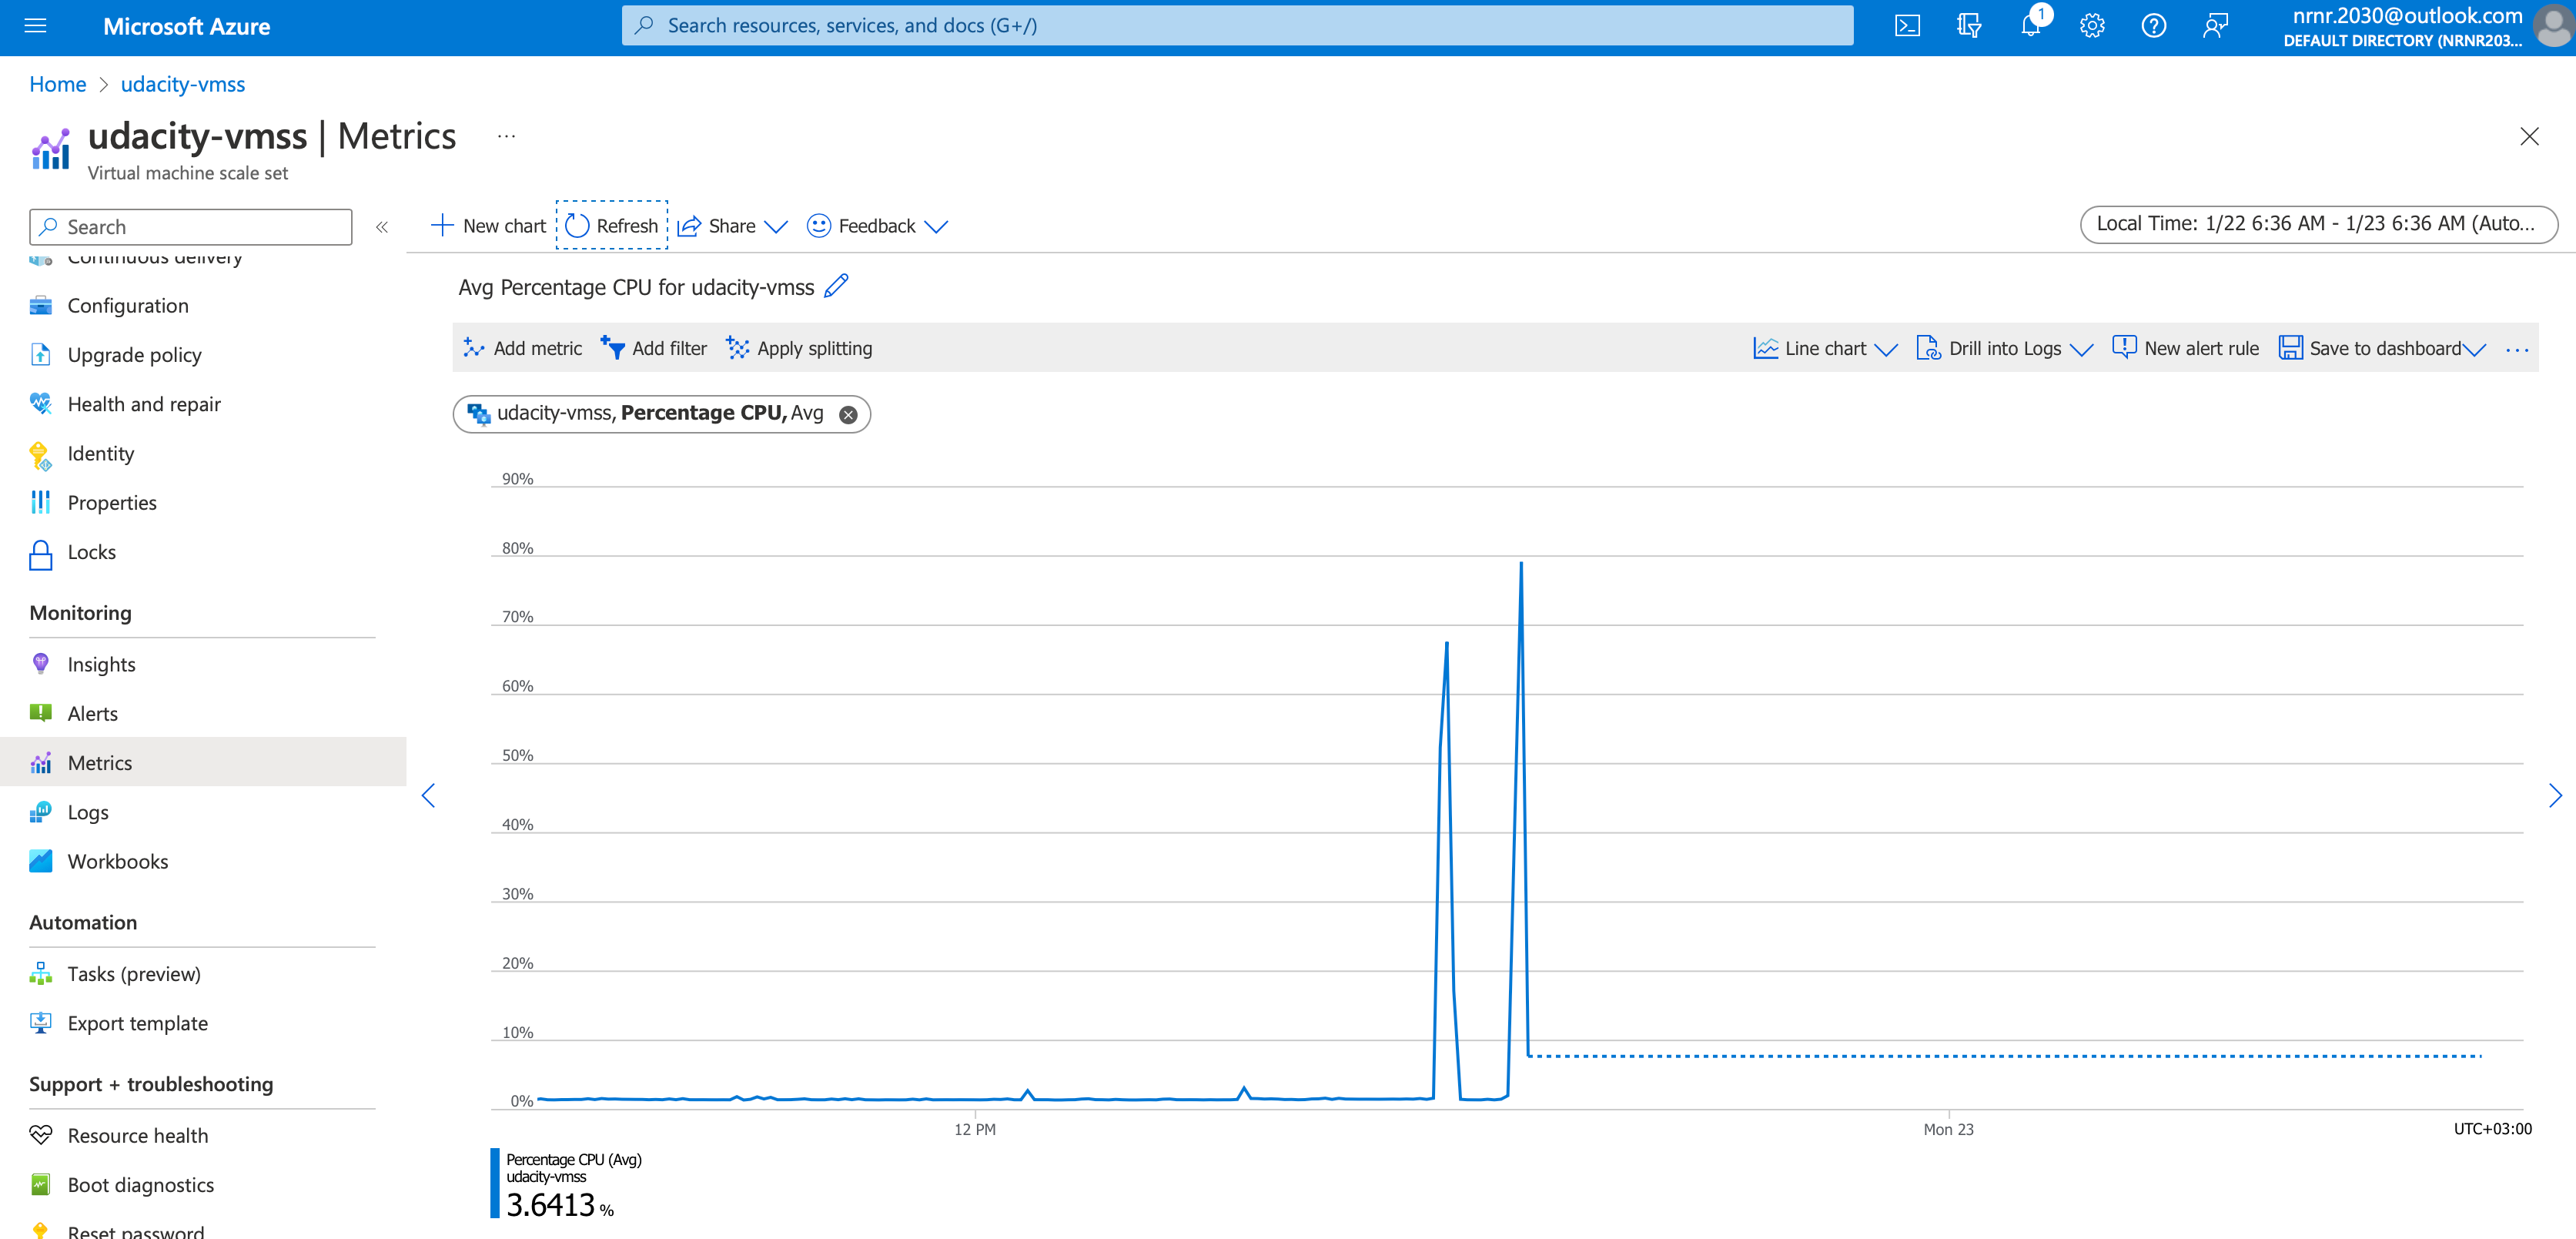 Microsoft Azure
Search resources, services, and docs (G+/)
1
nrnr.2030@outlook.com
DEFAULT DIRECTORY (NRNR203...
Home > udacity-vmss
udacity-vmss | Metrics ...
Virtual machine scale set
Search
«
New chart
Refresh
Share
Feedback
Local Time: 1/22 6:36 AM - 1/23 6:36 AM (Auto...
Continuous delivery
Configuration
Upgrade policy
Health and repair
Identity
Properties
Locks
Monitoring
Insights
Alerts
Metrics
Logs
Workbooks
Automation
Tasks (preview)
Export template
Support + troubleshooting
Resource health
Boot diagnostics
Reset password
Avg Percentage CPU for udacity-vmss
Add metric
Add filter
Apply splitting
Line chart
Drill into Logs
New alert rule
Save to dashboard
...
udacity-vmss, Percentage CPU, Avg
90%
80%
70%
60%
50%
40%
30%
20%
10%
0%
12 PM
Mon 23
UTC+03:00
Percentage CPU (Avg)
udacity-vmss
3.6413 %